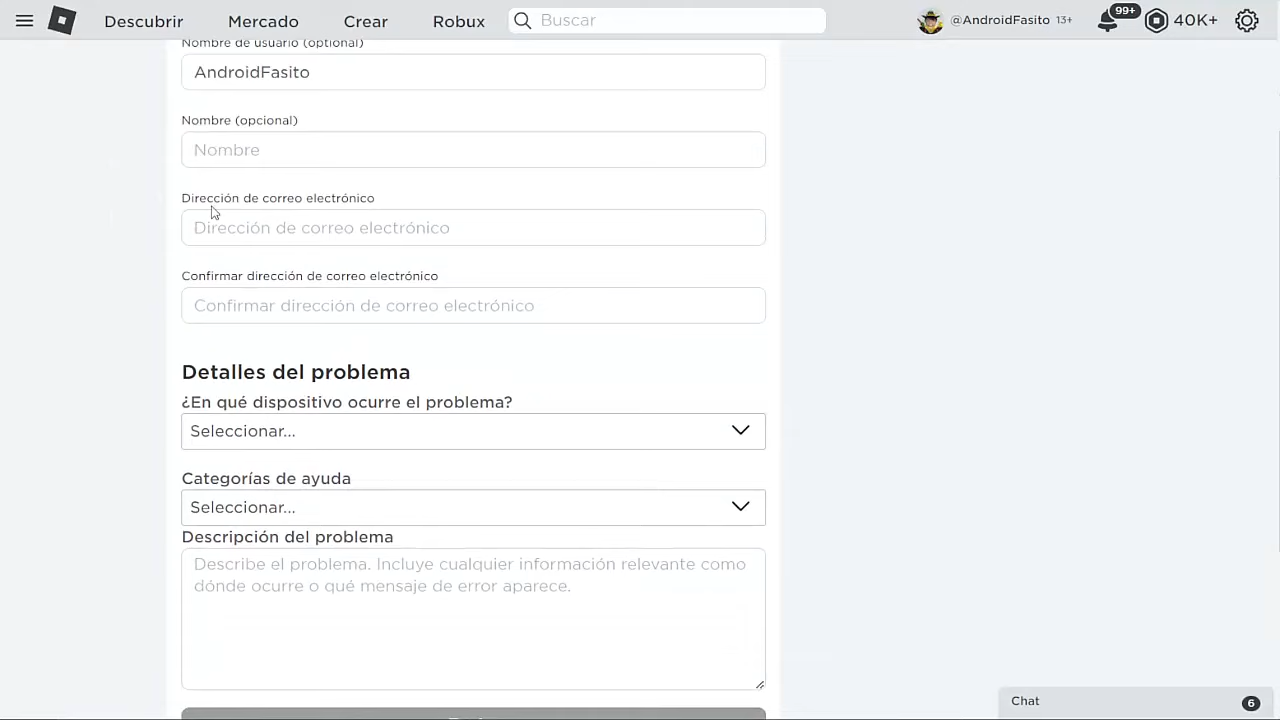 Descubrir Mercado Crear Robux Buscar @AndroidFasito 13+ 99+ 40K+
Nombre de usuario (optional)
AndroidFasito
Nombre (opcional)
Nombre
Dirección de correo electrónico
Dirección de correo electrónico
Confirmar dirección de correo electrónico
Confirmar dirección de correo electrónico
Detalles del problema
¿En qué dispositivo ocurre el problema?
Seleccionar...
Categorías de ayuda
Seleccionar...
Descripción del problema
Describe el problema. Incluye cualquier información relevante como
dónde ocurre o qué mensaje de error aparece.
Chat 6